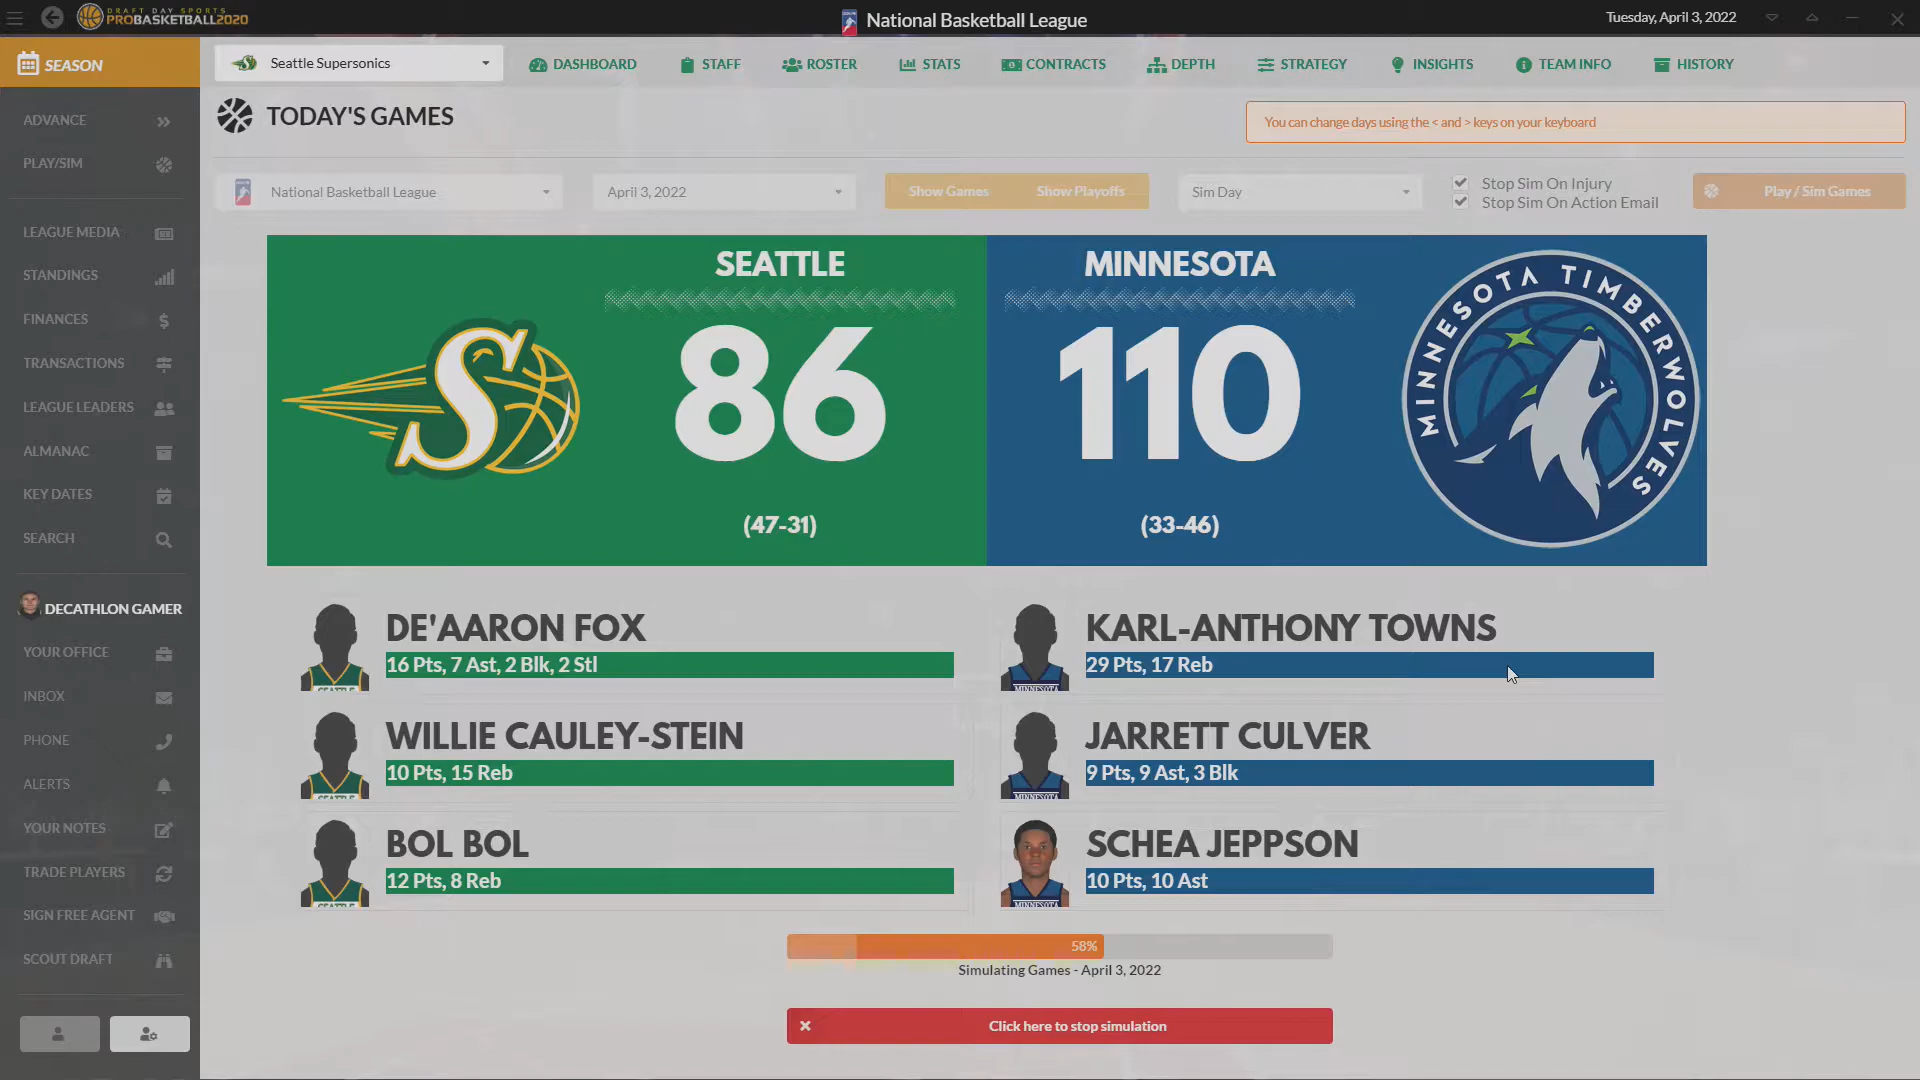 DRAFT DAY SPORTS
PROBASKETBALL2020
National Basketball League
Tuesday, April 3, 2022
SEASON
Seattle Supersonics
DASHBOARD
STAFF
ROSTER
STATS
CONTRACTS
DEPTH
STRATEGY
INSIGHTS
TEAM INFO
HISTORY
TODAY'S GAMES
You can change days using the < and > keys on your keyboard
National Basketball League
April 3, 2022
Show Games
Show Playoffs
Sim Day
Stop Sim On Injury
Stop Sim On Action Email
Play / Sim Games
ADVANCE
PLAY/SIM
LEAGUE MEDIA
STANDINGS
FINANCES
TRANSACTIONS
LEAGUE LEADERS
ALMANAC
KEY DATES
SEARCH
DECATHLON GAMER
YOUR OFFICE
INBOX
PHONE
ALERTS
YOUR NOTES
TRADE PLAYERS
SIGN FREE AGENT
SCOUT DRAFT
S
SEATTLE
86
(47-31)
MINNESOTA
110
(33-46)
MINNESOTA TIMBERWOLVES
DE'AARON FOX
16 Pts, 7 Ast, 2 Blk, 2 Stl
SEATTLE
WILLIE CAULEY-STEIN
10 Pts, 15 Reb
SEATTLE
BOL BOL
12 Pts, 8 Reb
SEATTLE
KARL-ANTHONY TOWNS
29 Pts, 17 Reb
MINNESOTA
JARRETT CULVER
9 Pts, 9 Ast, 3 Blk
MINNESOTA
SCHEA JEPPSON
10 Pts, 10 Ast
MINNESOTA
58%
Simulating Games - April 3, 2022
Click here to stop simulation